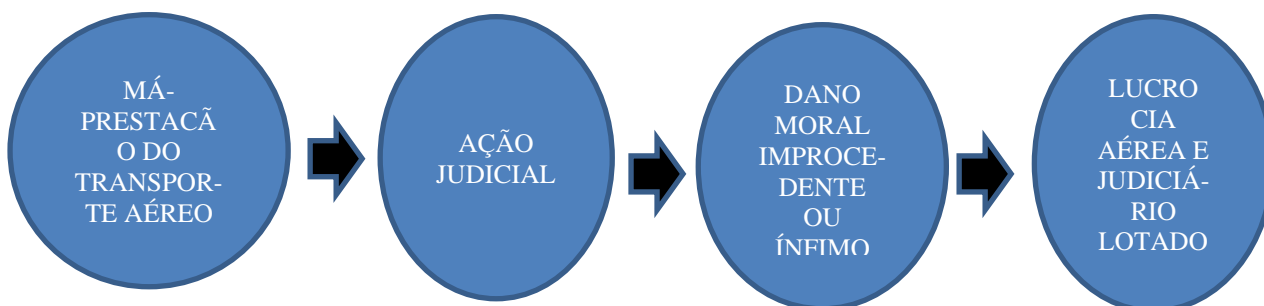 MÁ-
PRESTACÃ
O DO
TRANSPOR-
TE AÉREO
AÇÃO
JUDICIAL
DANO
MORAL
IMPROCE-
DENTE
OU
ÍNFIMO
LUCRO
CIA
AÉREA E
JUDICIÁ-
RIO
LOTADO